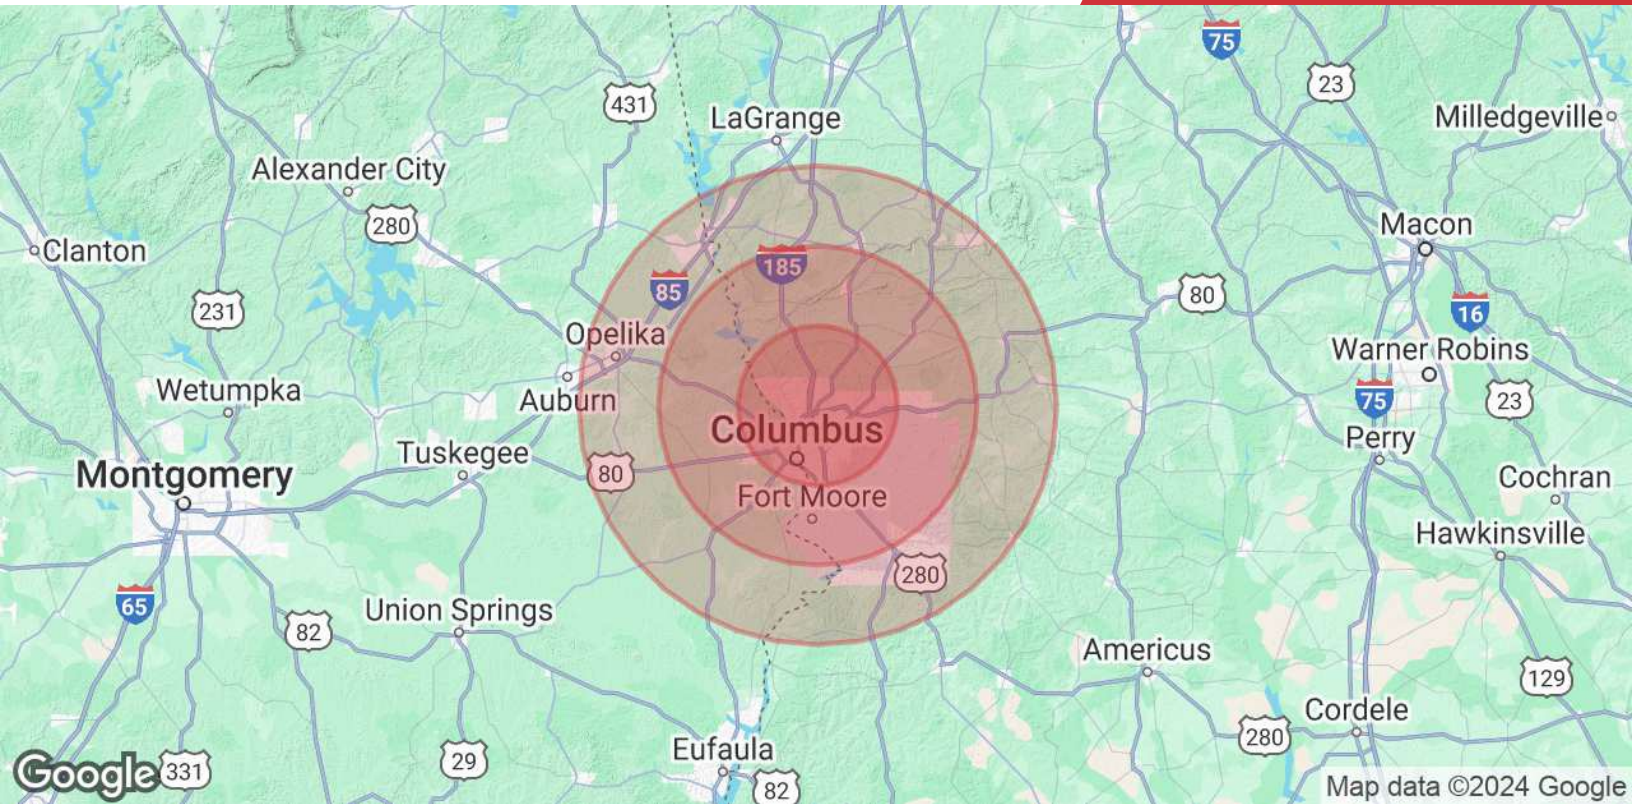 75
23
431
LaGrange
Milledgeville
Alexander City
280
Macon
Clanton
185
85
80
231
16
Opelika
Warner Robins
Wetumpka
Auburn
75
23
Columbus
Perry
Tuskegee
80
Montgomery
Cochran
Fort Moore
Hawkinsville
280
65
Union Springs
82
Americus
129
Cordele
280
Eufaula
29
Google
331
82
Map data ©2024 Google